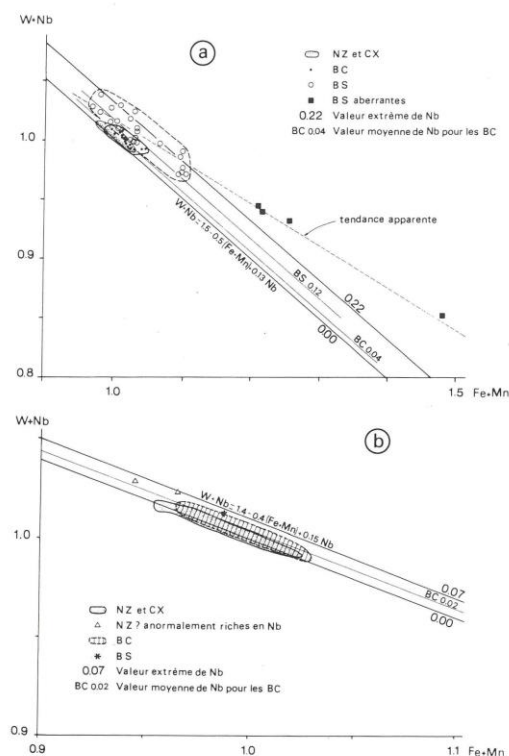 W+Nb
a
NZ et CX
BC
BS
BS aberrantes
0.22 Valeur extrême de Nb
BC 0.04 Valeur moyenne de Nb pour les BC
1.0
0.9
0.8
tendance apparente
W+Nb=1.5-0.5(Fe+Mn)+0.13 Nb
BS 0.12
0.22
BC 0.04
0.00
1.0
1.5
Fe+Mn
W+Nb
b
W+Nb=1.4-0.4(Fe+Mn)+0.15 Nb
1.0
0.07
BC 0.02
0.00
NZ et CX
NZ? anormalement riches en Nb
BC
BS
0.07 Valeur extrême de Nb
BC 0.02 Valeur moyenne de Nb pour les BC
0.9
0.9
1.0
1.1
Fe+Mn